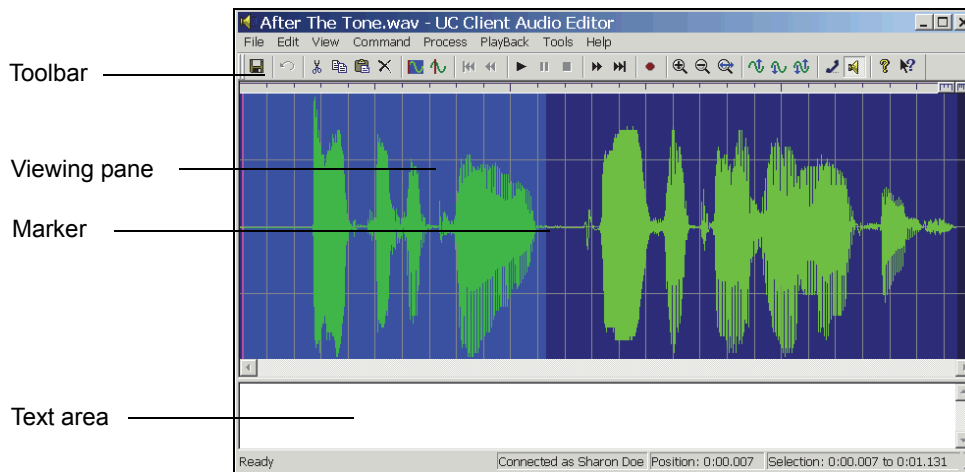 After The Tone.wav - UC Client Audio Editor
File Edit View Command Process PlayBack Tools Help
Toolbar
Viewing pane
Marker
Text area
Ready Connected as Sharon Doe Position: 0:00.007 Selection: 0:00.007 to 0:01.131